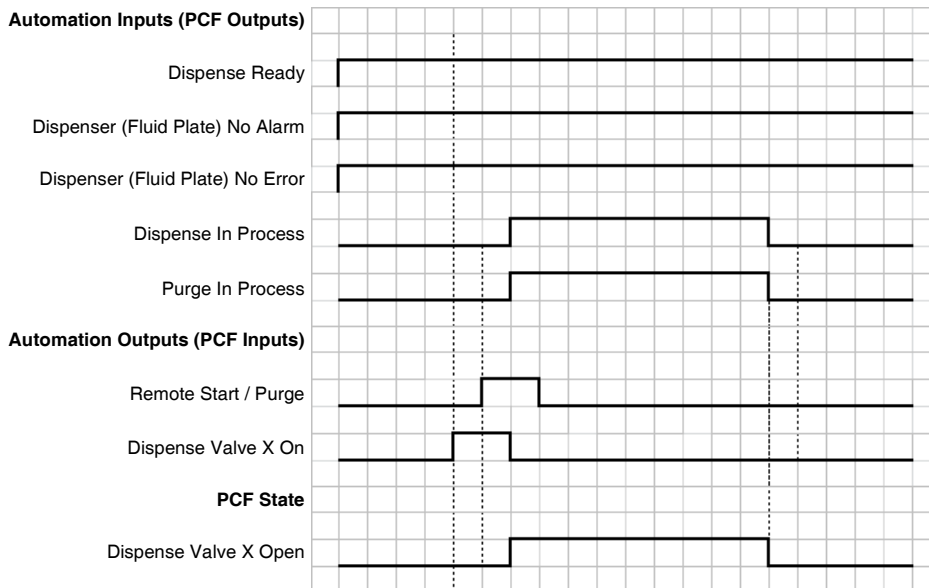 Automation Inputs (PCF Outputs)
Dispense Ready
Dispenser (Fluid Plate) No Alarm
Dispenser (Fluid Plate) No Error
Dispense In Process
Purge In Process
Automation Outputs (PCF Inputs)
Remote Start / Purge
Dispense Valve X On
PCF State
Dispense Valve X Open